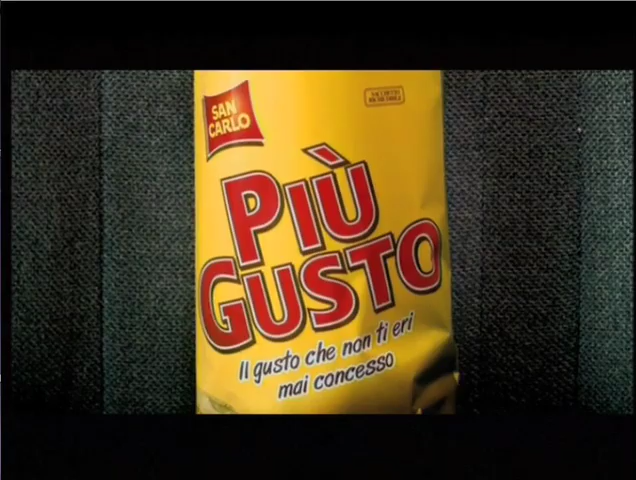 SAN
CARLO
PIÙ
GUSTO
Il gusto che non ti eri
mai concesso